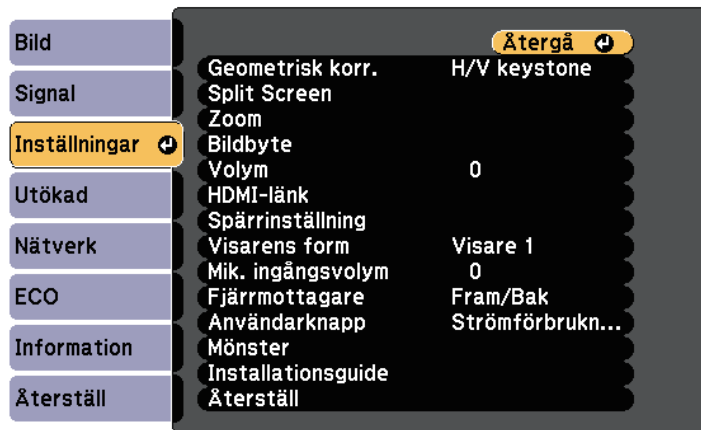 Bild
Signal
Inställningar
Utökad
Nätverk
ECO
Information
Återställ
Återgå
Geometrisk korr. H/V keystone
Split Screen
Zoom
Bildbyte
Volym 0
HDMI-länk
Spärrinställning
Visarens form Visare 1
Mik. ingångsvolym 0
Fjärrmottagare Fram/Bak
Användarknapp Strömförbrukn...
Mönster
Installationsguide
Återställ